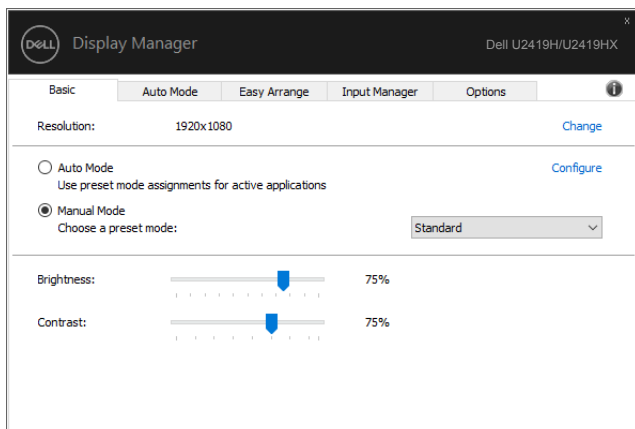 x
DELL Display Manager Dell U2419H/U2419HX
Basic Auto Mode Easy Arrange Input Manager Options i
Resolution: 1920x1080 Change
Auto Mode Configure
Use preset mode assignments for active applications
Manual Mode
Choose a preset mode: Standard
Brightness: 75%
Contrast: 75%